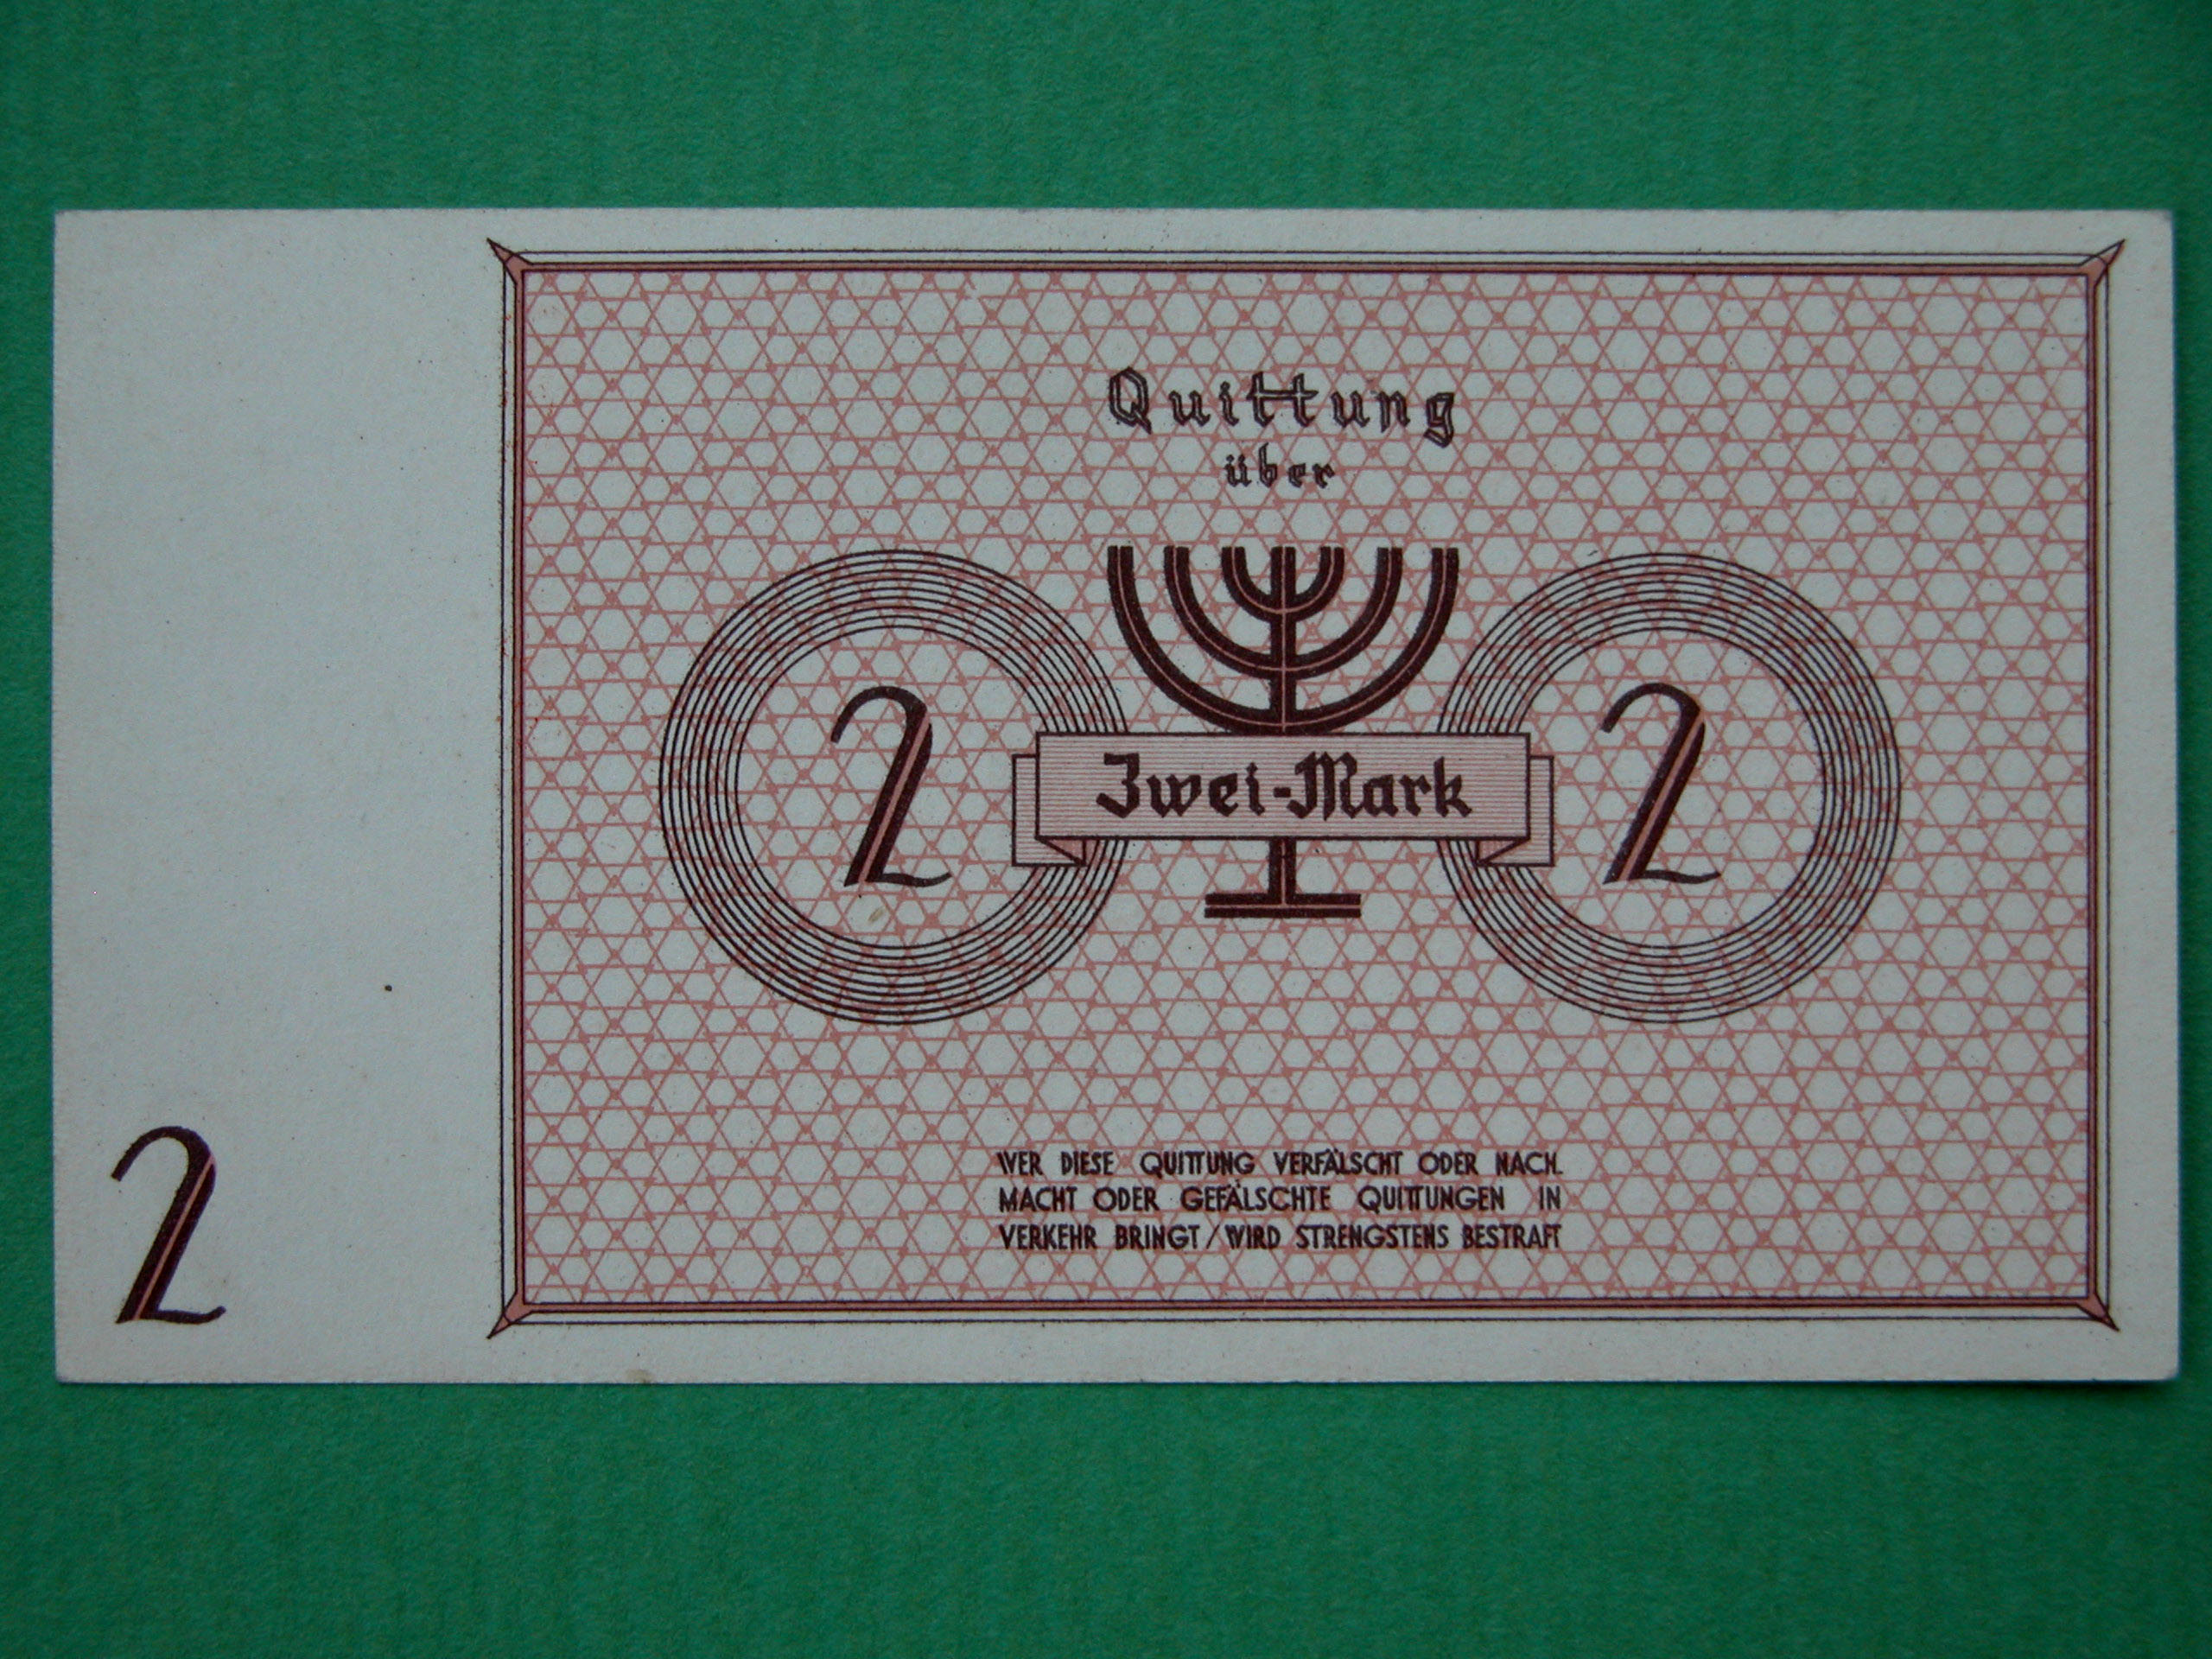 Quittung
über
2 Zwei-Mark 2
WER DIESE QUITTUNG VERFÄLSCHT ODER NACH-
MACHT ODER GEFÄLSCHTE QUITTUNGEN IN
VERKEHR BRINGT / WIRD STRENGSTENS BESTRAFT
2